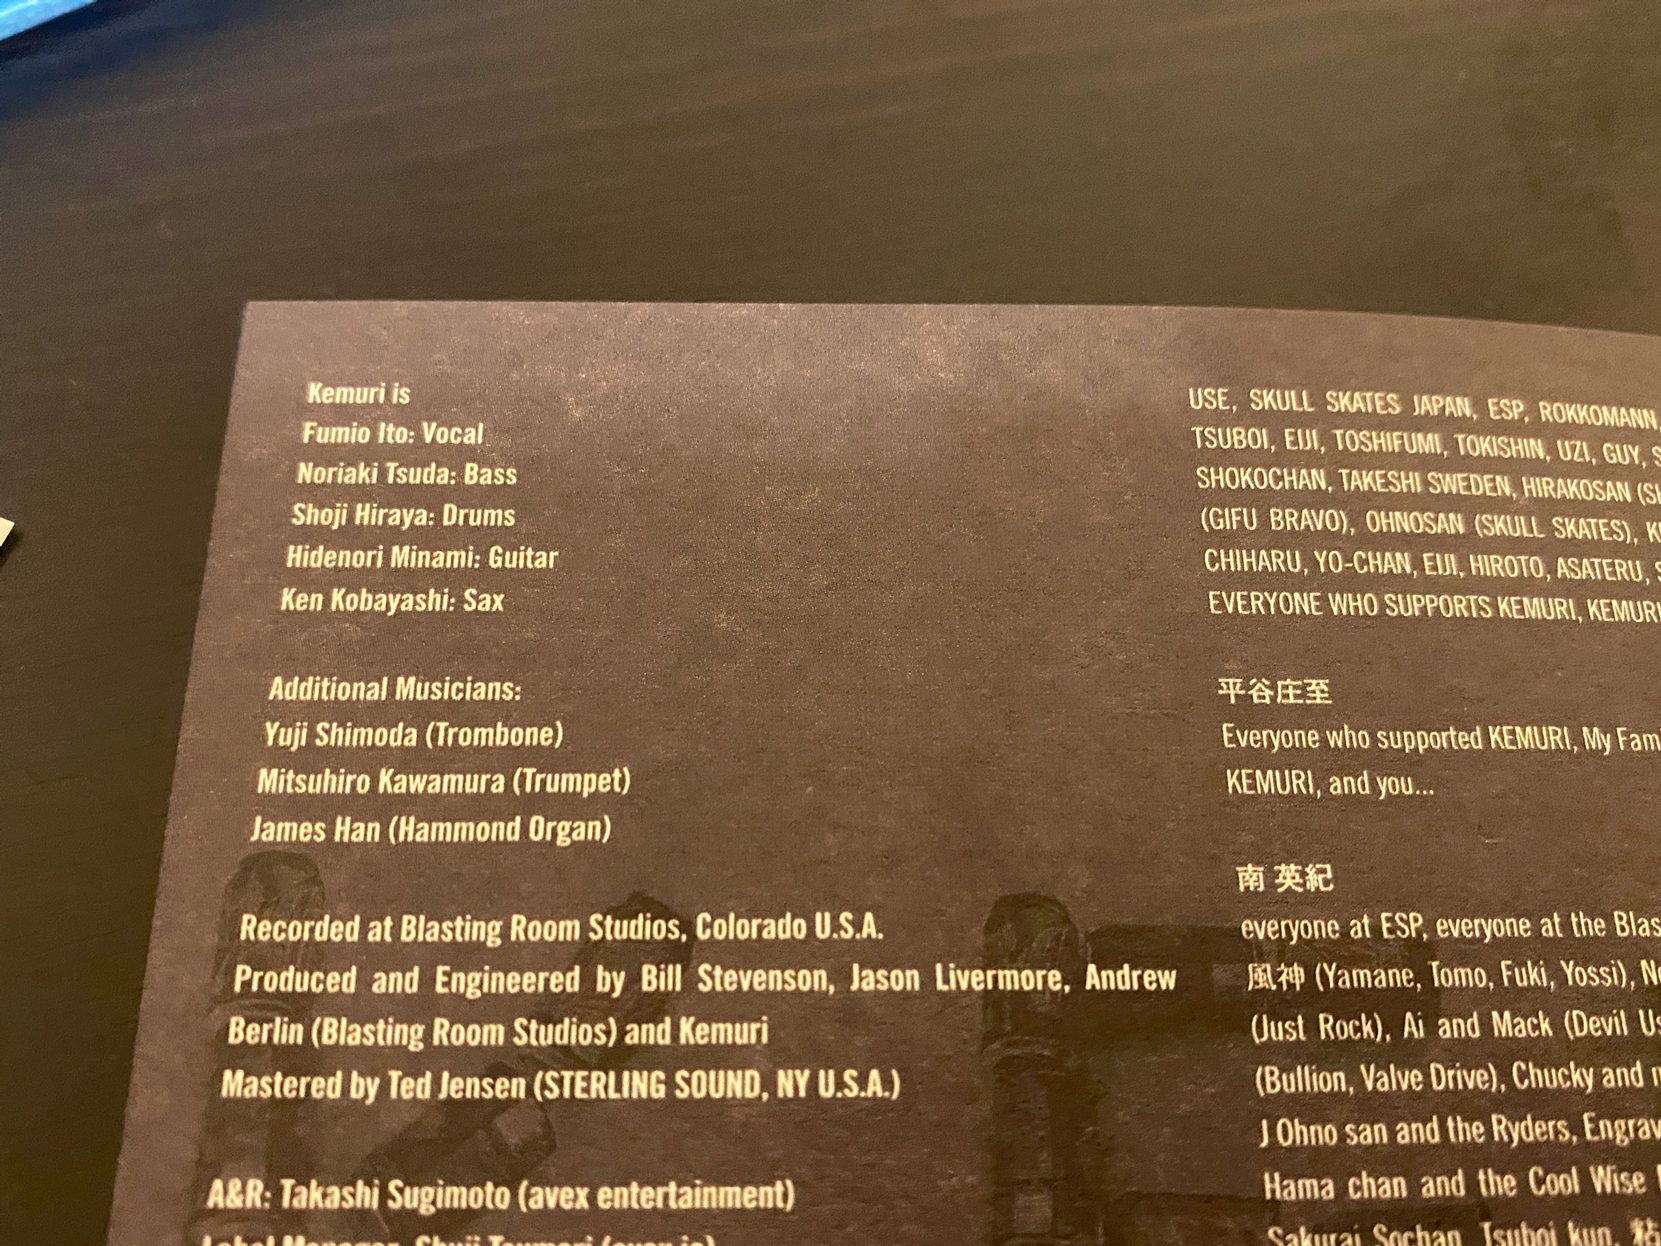 Kemuri is
Fumio Ito: Vocal
Noriaki Tsuda: Bass
Shoji Hiraya: Drums
Hidenori Minami: Guitar
Ken Kobayashi: Sax
Additional Musicians:
Yuji Shimoda (Trombone)
Mitsuhiro Kawamura (Trumpet)
James Han (Hammond Organ)
Recorded at Blasting Room Studios, Colorado U.S.A.
Produced and Engineered by Bill Stevenson, Jason Livermore, Andrew
Berlin (Blasting Room Studios) and Kemuri
Mastered by Ted Jensen (STERLING SOUND, NY U.S.A.)
A&R: Takashi Sugimoto (avex entertainment)
USE, SKULL SKATES JAPAN, ESP, ROKKOMANN,
TSUBOI, EIJI, TOSHIFUMI, TOKISHIN, UZI, GUY,
SHOKOCHAN, TAKESHI SWEDEN, HIRAKOSAN
(GIFU BRAVO), OHNOSAN (SKULL SKATES),
CHIHARU, YO-CHAN, EIJI, HIROTO, ASATERU,
EVERYONE WHO SUPPORTS KEMURI, KEMURI
平谷庄至
Everyone who supported KEMURI, My
KEMURI, and you...
南 英紀
everyone at ESP, everyone at the
風神 (Yamane, Tomo, Fuki, Yossi),
(Just Rock), Ai and Mack (Devil
(Bullion, Valve Drive), Chucky and
J Ohno san and the Ryders,
Hama chan and the Cool Wise
Sakurai, Sochan, Tsuboi kun,